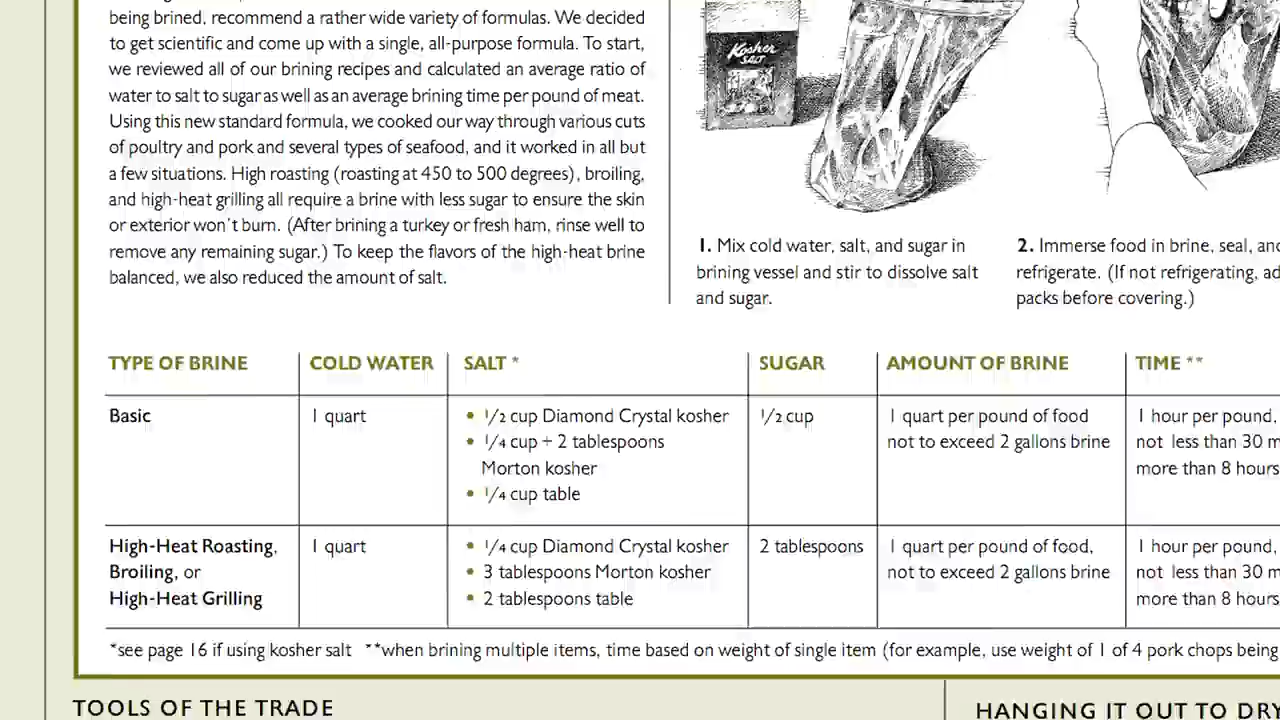 being brined, recommend a rather wide variety of formulas. We decided
to get scientific and come up with a single, all-purpose formula. To start,
we reviewed all of our brining recipes and calculated an average ratio of
water to salt to sugar as well as an average brining time per pound of meat.
Using this new standard formula, we cooked our way through various cuts
of poultry and pork and several types of seafood, and it worked in all but
a few situations. High roasting (roasting at 450 to 500 degrees), broiling,
and high-heat grilling all require a brine with less sugar to ensure the skin
or exterior won't burn. (After brining a turkey or fresh ham, rinse well to
remove any remaining sugar.) To keep the flavors of the high-heat brine
balanced, we also reduced the amount of salt.
Kosher
SALT
1. Mix cold water, salt, and sugar in
brining vessel and stir to dissolve salt
and sugar.
2. Immerse food in brine, seal, and
refrigerate. (If not refrigerating, ad
packs before covering.)
TYPE OF BRINE COLD WATER SALT * SUGAR AMOUNT OF BRINE TIME **
Basic 1 quart • 1/2 cup Diamond Crystal kosher 1/2 cup 1 quart per pound of food 1 hour per pound,
• 1/4 cup + 2 tablespoons not to exceed 2 gallons brine not less than 30 m
Morton kosher more than 8 hours
• 1/4 cup table
High-Heat Roasting, 1 quart • 1/4 cup Diamond Crystal kosher 2 tablespoons 1 quart per pound of food, 1 hour per pound,
Broiling, or • 3 tablespoons Morton kosher not to exceed 2 gallons brine not less than 30 m
High-Heat Grilling • 2 tablespoons table more than 8 hours
*see page 16 if using kosher salt **when brining multiple items, time based on weight of single item (for example, use weight of 1 of 4 pork chops being
TOOLS OF THE TRADE
HANGING IT OUT TO DRY